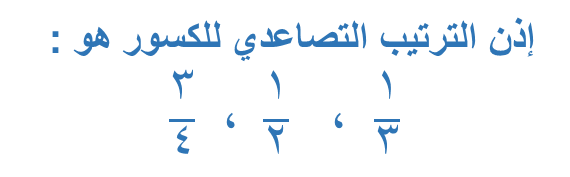 إذن الترتيب التصاعدي للكسور هو :
١/٣ ، ١/٢ ، ٣/٤